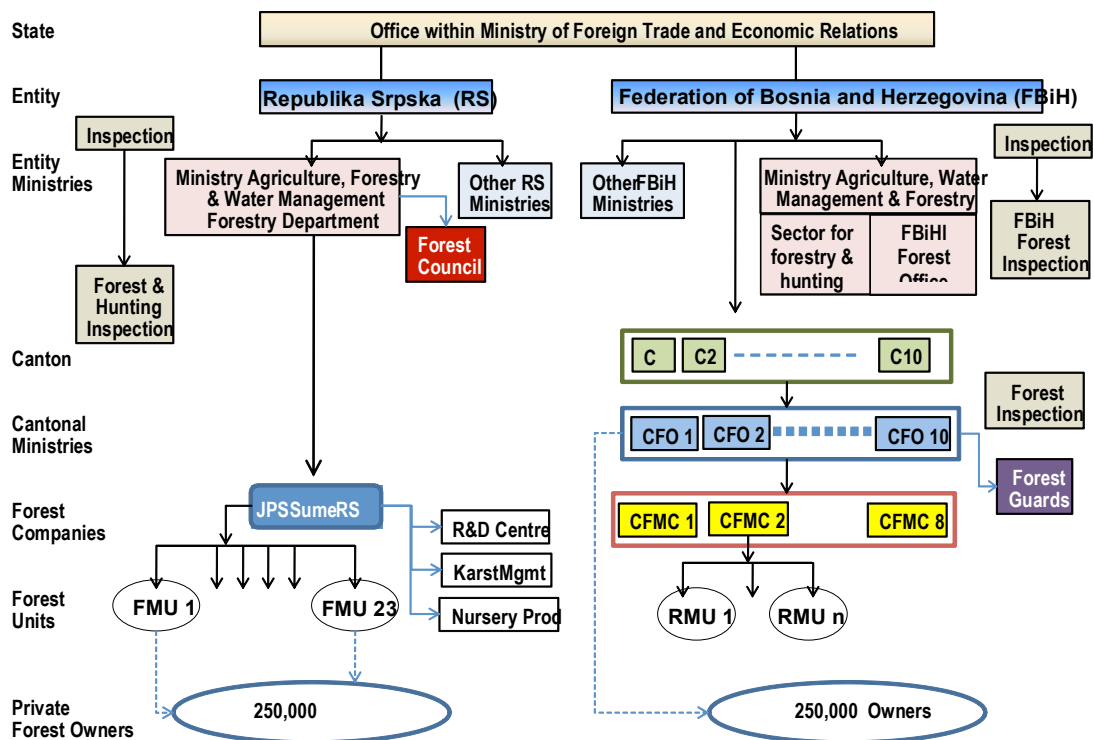 State
Office within Ministry of Foreign Trade and Economic Relations
Entity
Republika Srpska (RS)
Federation of Bosnia and Herzegovina (FBiH)
Inspection
Inspection
Entity
Ministries
Ministry Agriculture, Forestry
& Water Management
Forestry Department
Other RS
Ministries
OtherFBiH
Ministries
Ministry Agriculture, Water
Management & Forestry
Forest
Council
Sector for
forestry &
hunting
FBiHI
Forest
Office
FBiH
Forest
Inspection
Forest &
Hunting
Inspection
Canton
C
C2
C10
Forest
Inspection
Cantonal
Ministries
CFO 1
CFO 2
CFO 10
Forest
Guards
Forest
Companies
JPSSumeRS
R&D Centre
CFMC 1
CFMC 2
CFMC 8
KarstMgmt
Forest
Units
FMU 1
FMU 23
Nursery Prod
RMU 1
RMU n
Private
Forest Owners
250,000
250,000 Owners